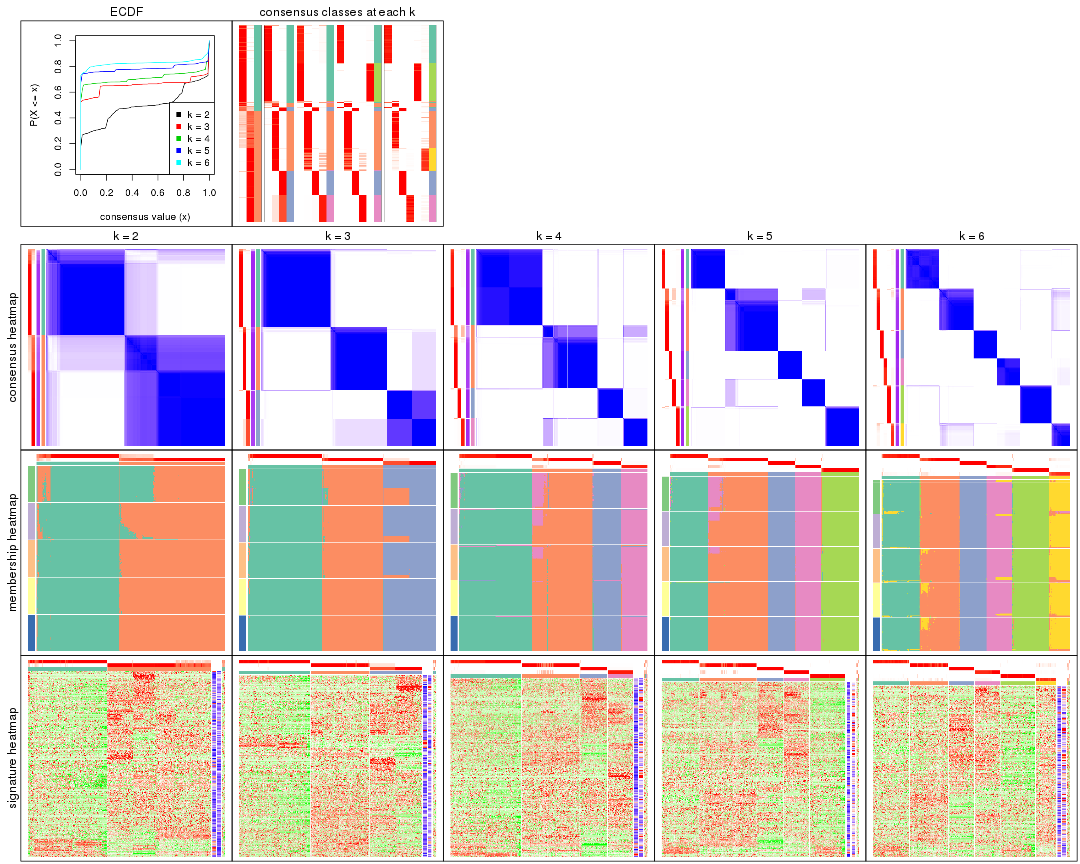 ECDF
consensus classes at each k
P(X <= x)
0.0 0.2 0.4 0.6 0.8 1.0
k = 2
k = 3
k = 4
k = 5
k = 6
0.0 0.2 0.4 0.6 0.8 1.0
consensus value (x)
k = 2
k = 3
k = 4
k = 5
k = 6
consensus heatmap
membership heatmap
signature heatmap